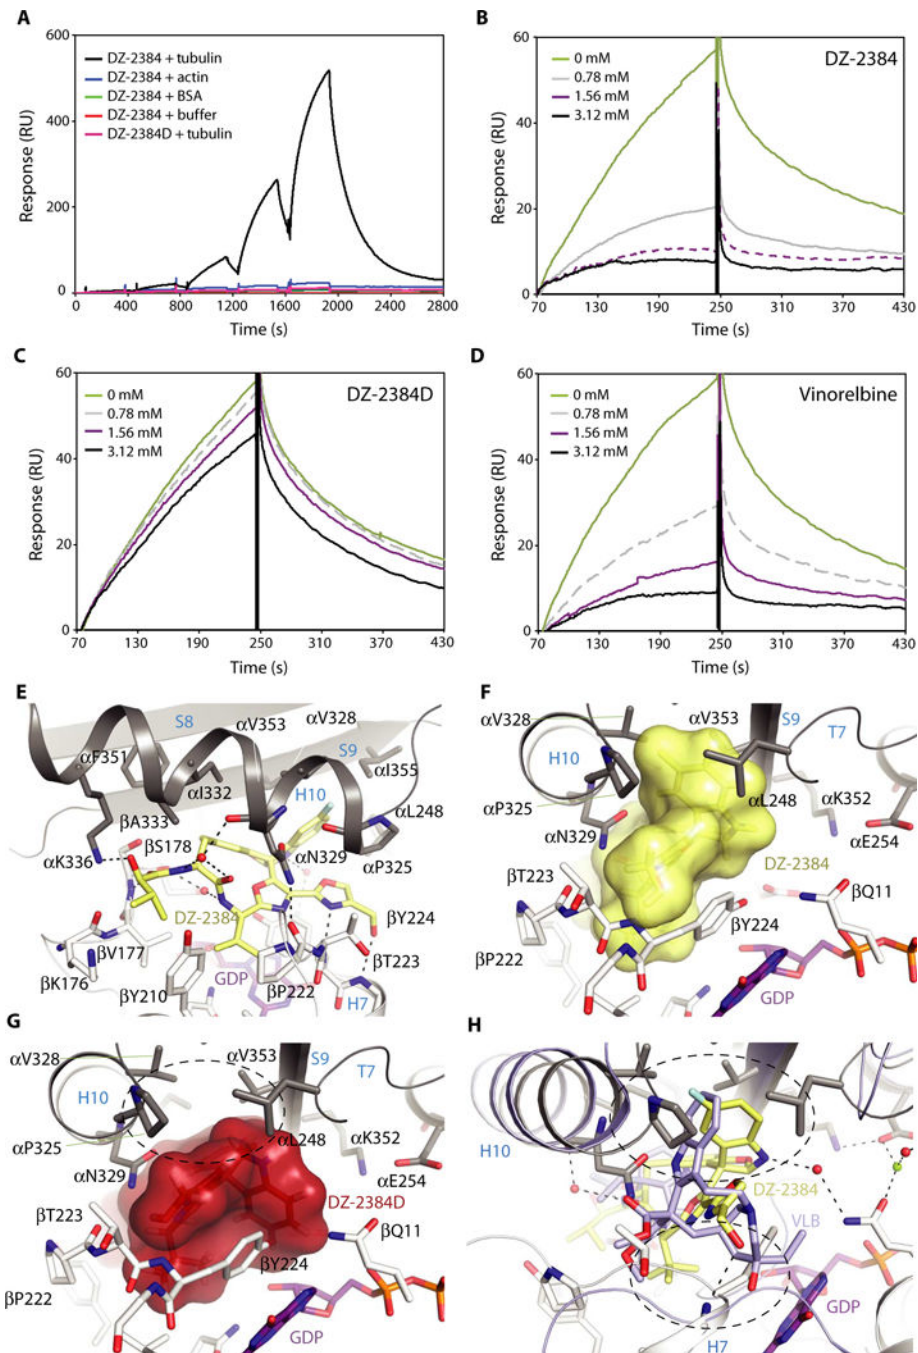 A
600
400
200
0
Response (RU)
DZ-2384 + tubulin
DZ-2384 + actin
DZ-2384 + BSA
DZ-2384 + buffer
DZ-2384D + tubulin
0 400 800 1200 1600 2000 2400 2800
Time (s)
B
60
40
20
0
Response (RU)
0 mM
0.78 mM
1.56 mM
3.12 mM
DZ-2384
70 130 190 250 310 370 430
Time (s)
C
60
40
20
0
Response (RU)
0 mM
0.78 mM
1.56 mM
3.12 mM
DZ-2384D
70 130 190 250 310 370 430
Time (s)
D
60
40
20
0
Response (RU)
0 mM
0.78 mM
1.56 mM
3.12 mM
Vinorelbine
70 130 190 250 310 370 430
Time (s)
E
S8
αV353
αV328
αF351
S9
αI332
αI355
H10
βA333
αL248
βS178
αN329
αK336
αP325
DZ-2384
βY224
βV177
βT223
GDP
βK176
βY210
βP222
H7
F
αV328
αV353
S9
T7
H10
αL248
αP325
αK352
αN329
αE254
DZ-2384
βT223
βQ11
βY224
βP222
GDP
G
αV328
αV353
S9
T7
H10
αL248
αP325
αK352
αN329
αE254
DZ-2384D
βT223
βQ11
βY224
βP222
GDP
H
H10
DZ-2384
VLB
H7
GDP